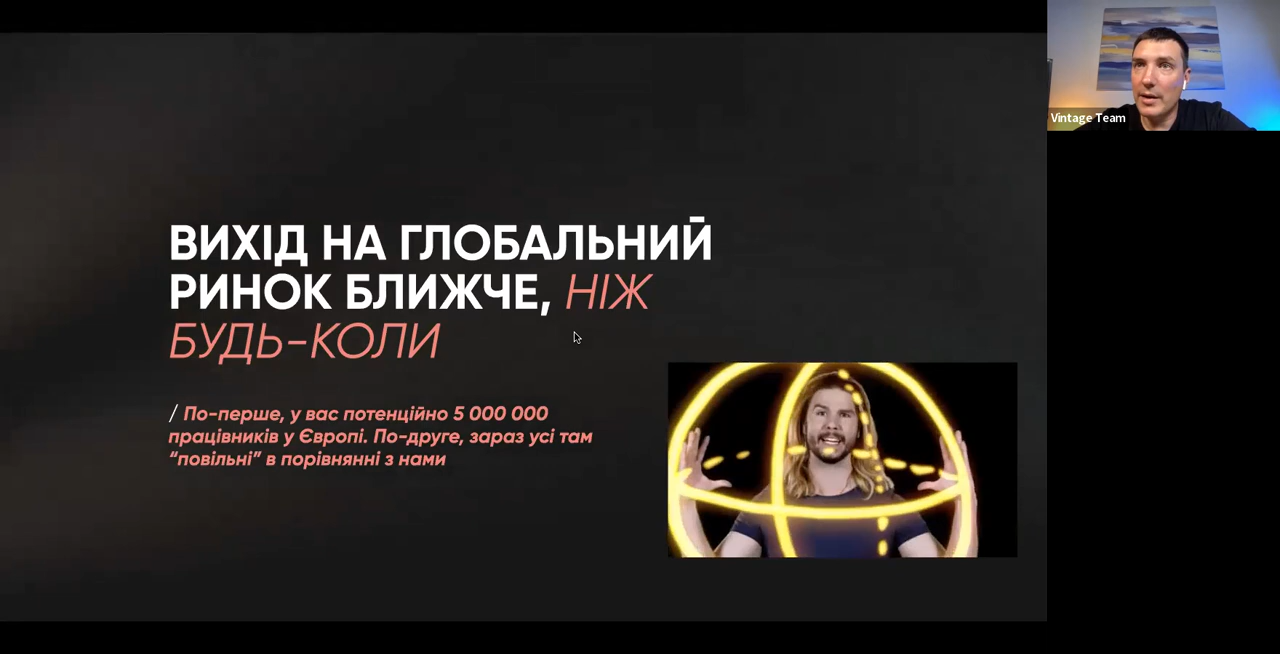 ВИХІД НА ГЛОБАЛЬНИЙ
РИНОК БЛИЖЧЕ, НІЖ
БУДЬ-КОЛИ
/ По-перше, у вас потенційно 5 000 000
працівників у Європі. По-друге, зараз усі там
“повільні” в порівнянні з нами
Vintage Team